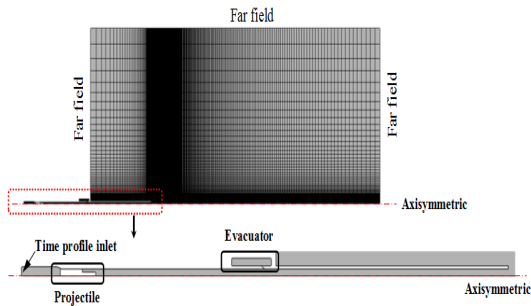 Far field
Far field
Far field
Axisymmetric
Evacuator
Time profile inlet
Projectile
Axisymmetric